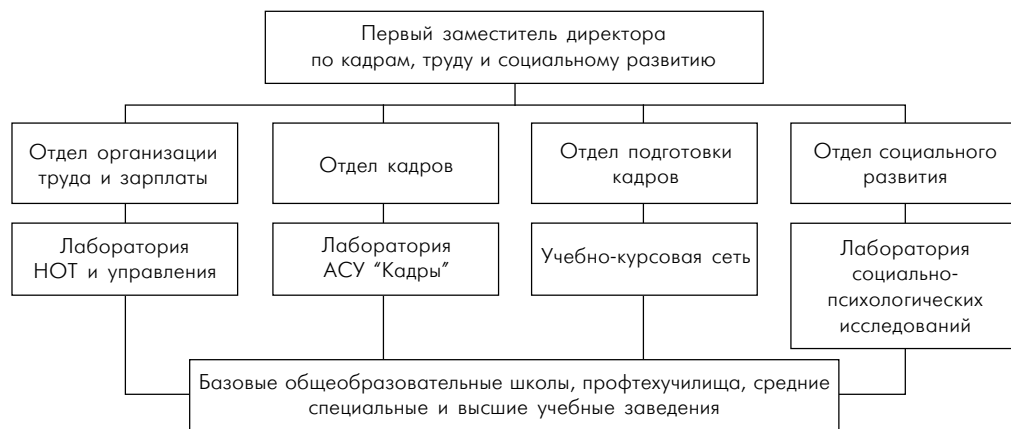 Первый заместитель директора
по кадрам, труду и социальному развитию
Отдел организации
труда и зарплаты
Отдел кадров
Отдел подготовки
кадров
Отдел социального
развития
Лаборатория
НОТ и управления
Лаборатория
АСУ “Кадры”
Учебно-курсовая сеть
Лаборатория
социально-
психологических
исследований
Базовые общеобразовательные школы, профтехучилища, средние
специальные и высшие учебные заведения